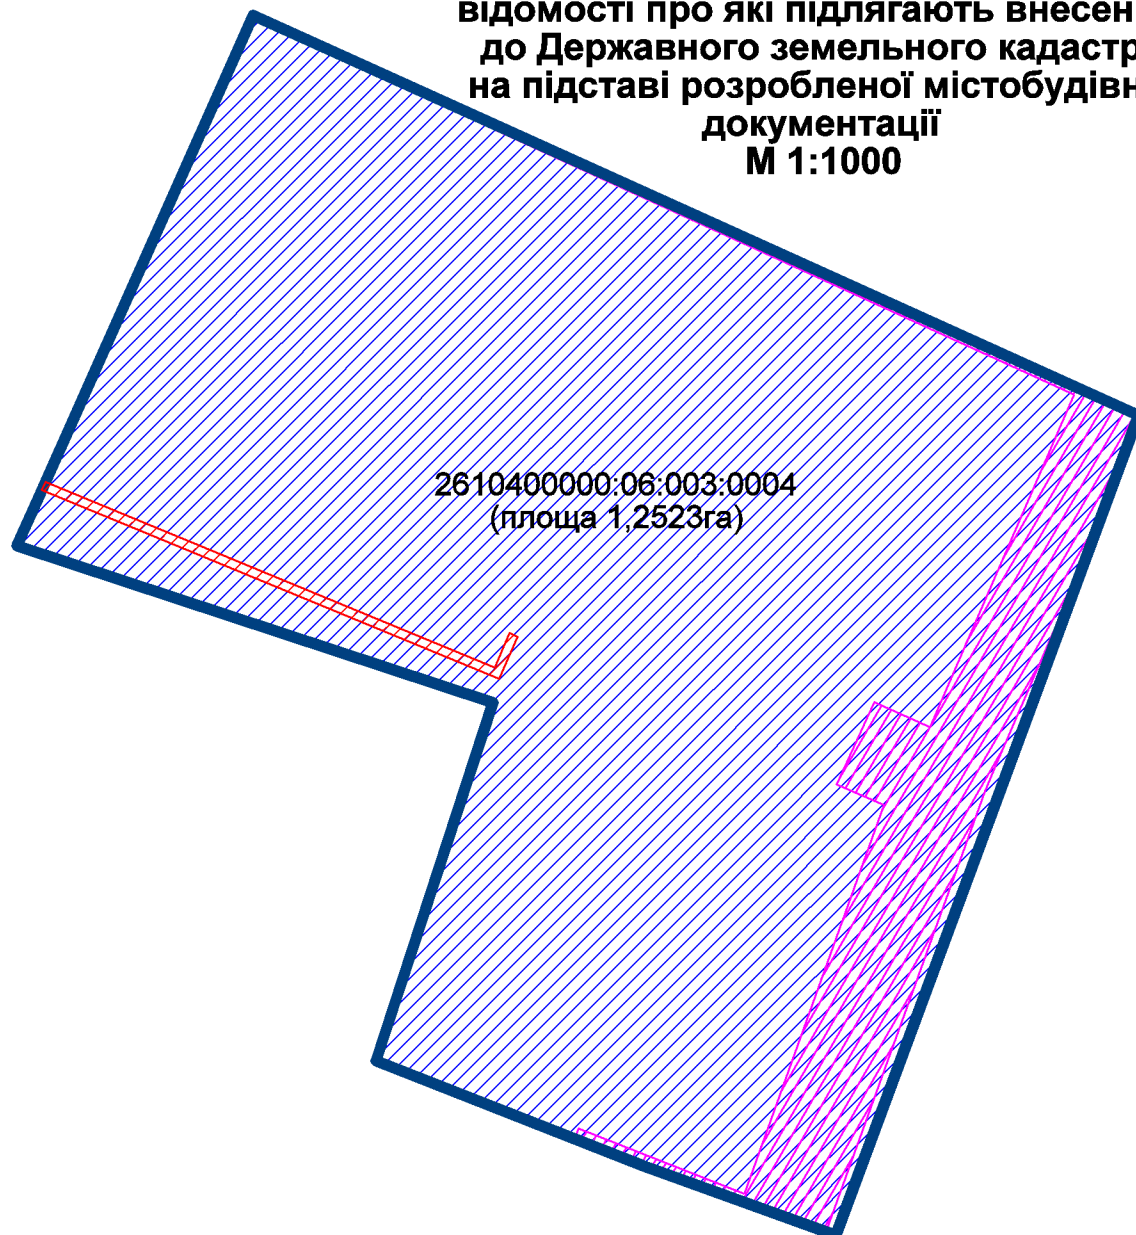 відомості про які підлягають внесен
до Державного земельного кадастр
на підставі розробленої містобудівн
документації
М 1:1000
2610400000:06:003:0004
(площа 1,2523га)